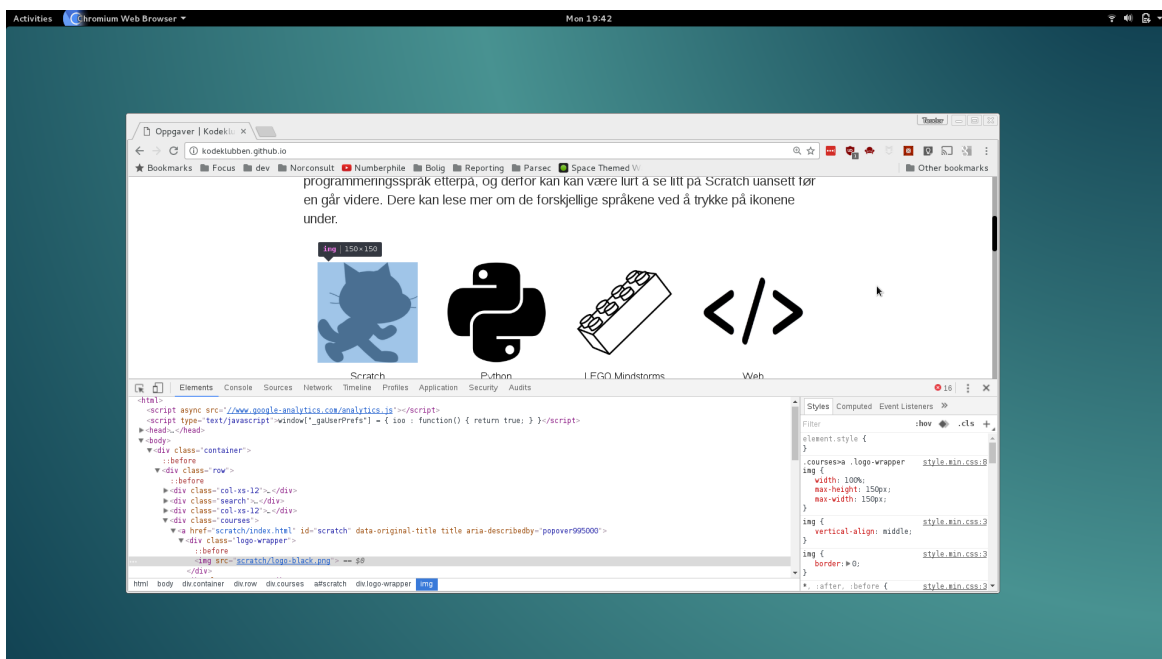 Activities Chromium Web Browser Mon 19:42
Oppgaver | Kodeklu
kodeklubben.github.io
Bookmarks Focus dev Norconsult Numberphile Bolig Reporting Parsec Space Themed W Other bookmarks
programmeringsspråk etterpå, og derfor kan kan være lurt å se litt på Scratch uansett før
en går videre. Dere kan lese mer om de forskjellige språkene ved å trykke på ikonene
under.
img | 150×150
Scratch Python LEGO Mindstorms Web
Elements Console Sources Network Timeline Profiles Application Security Audits 16
<html>
<script async src="//www.google-analytics.com/analytics.js"></script>
<script type="text/javascript">window["_gaUserPrefs"] = { ioo : function() { return true; } }</script>
▶<head>…</head>
▼<body>
▼<div class="container">
::before
▼<div class="row">
::before
▶<div class="col-xs-12">…</div>
▶<div class="search">…</div>
▶<div class="col-xs-12">…</div>
▼<div class="courses">
▼<a href="scratch/index.html" id="scratch" data-original-title title aria-describedby="popover995000">
▼<div class="logo-wrapper">
::before
<img src="scratch/logo-black.png"> == $0
</div>
html body div.container div.row div.courses a#scratch div.logo-wrapper img
Styles Computed Event Listeners »
Filter :hov .cls +
element.style {
}
.courses>a .logo-wrapper style.min.css:8
img {
width: 100%;
max-height: 150px;
max-width: 150px;
}
img { style.min.css:3
vertical-align: middle;
}
img { style.min.css:3
border:▶0;
}
*, :after, :before { style.min.css:3